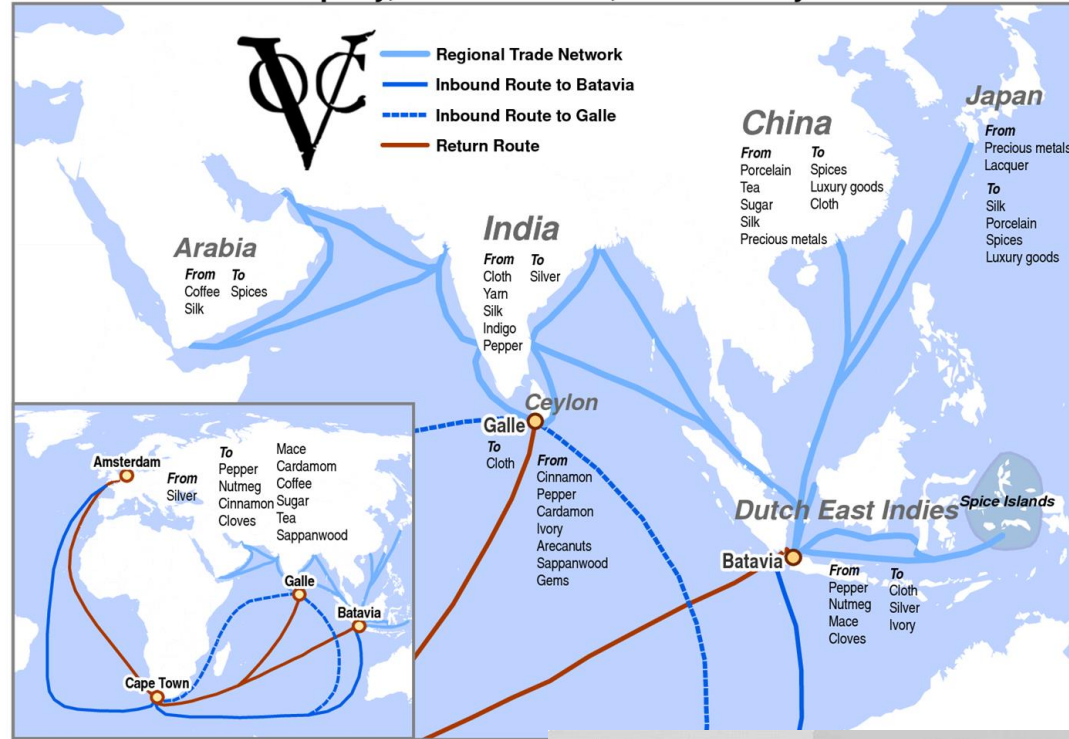 VOC
Regional Trade Network
Inbound Route to Batavia
Inbound Route to Galle
Return Route
Japan
From
Precious metals
Lacquer
To
Silk
Porcelain
Spices
Luxury goods
China
From
Porcelain
Tea
Sugar
Silk
Precious metals
To
Spices
Luxury goods
Cloth
India
From
Cloth
Yarn
Silk
Indigo
Pepper
To
Silver
Arabia
From
Coffee
Silk
To
Spices
Ceylon
Galle
To
Cloth
From
Cinnamon
Pepper
Cardamon
Ivory
Arecanuts
Sappanwood
Gems
Dutch East Indies
Spice Islands
Batavia
From
Pepper
Nutmeg
Mace
Cloves
To
Cloth
Silver
Ivory
Amsterdam
From
Silver
To
Pepper
Nutmeg
Cinnamon
Cloves
Mace
Cardamom
Coffee
Sugar
Tea
Sappanwood
Galle
Batavia
Cape Town